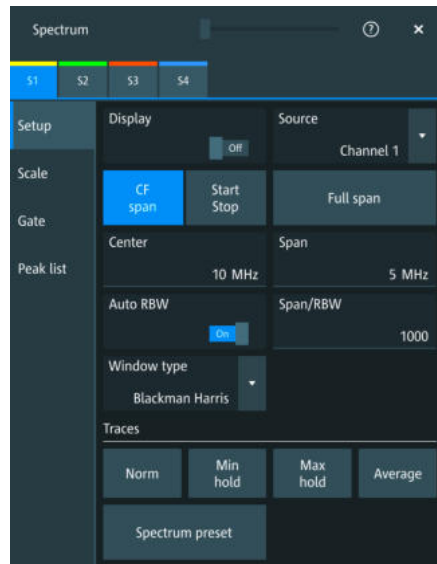 Spectrum
S1 S2 S3 S4
Setup
Scale
Gate
Peak list
Display
Off
Source
Channel 1
CF
span
Start
Stop
Full span
Center
10 MHz
Span
5 MHz
Auto RBW
On
Span/RBW
1000
Window type
Blackman Harris
Traces
Norm
Min
hold
Max
hold
Average
Spectrum preset